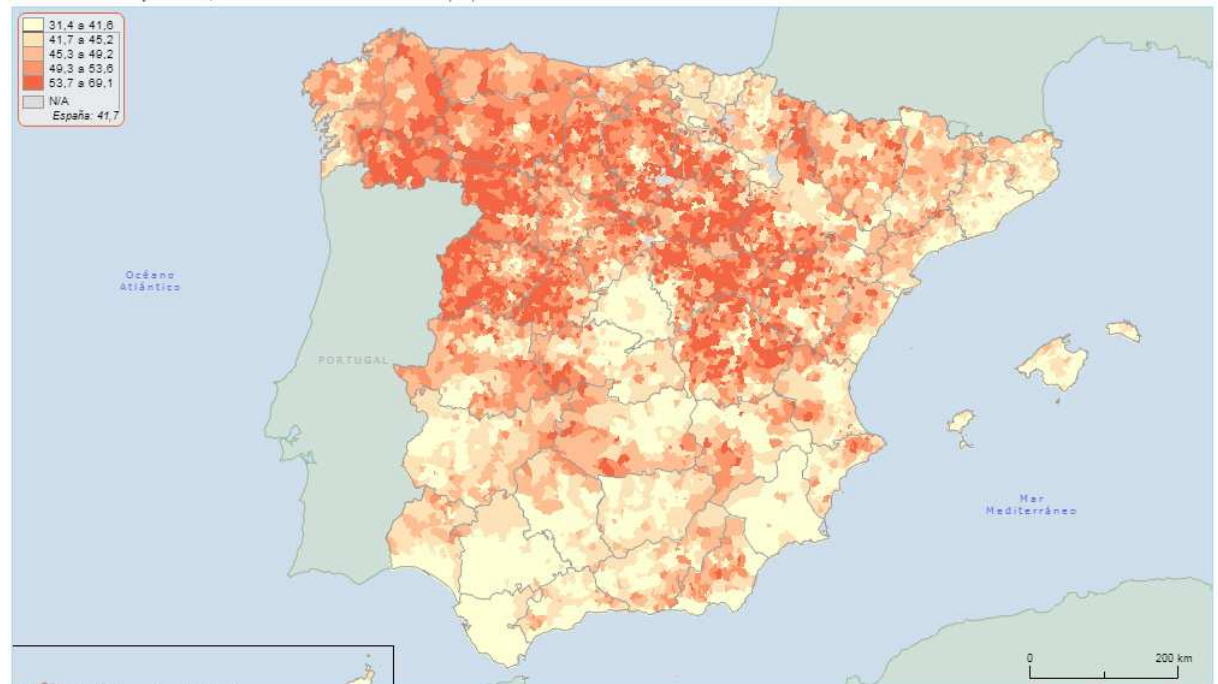 31,4 a 41,6
41,7 a 45,2
45,3 a 49,2
49,3 a 53,6
53,7 a 69,1
N/A
España: 41,7
Océano
Atlántico
PORTUGAL
Mar
Mediterráneo
0 200 km